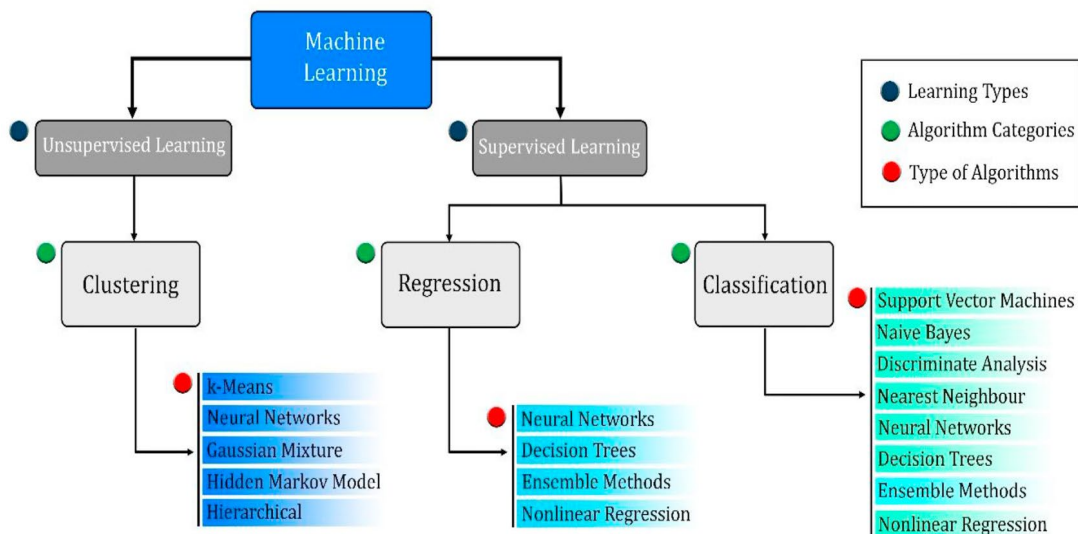 Machine
Learning
Learning Types
Algorithm Categories
Type of Algorithms
Unsupervised Learning
Supervised Learning
Clustering
Regression
Classification
k-Means
Neural Networks
Gaussian Mixture
Hidden Markov Model
Hierarchical
Neural Networks
Decision Trees
Ensemble Methods
Nonlinear Regression
Support Vector Machines
Naive Bayes
Discriminate Analysis
Nearest Neighbour
Neural Networks
Decision Trees
Ensemble Methods
Nonlinear Regression